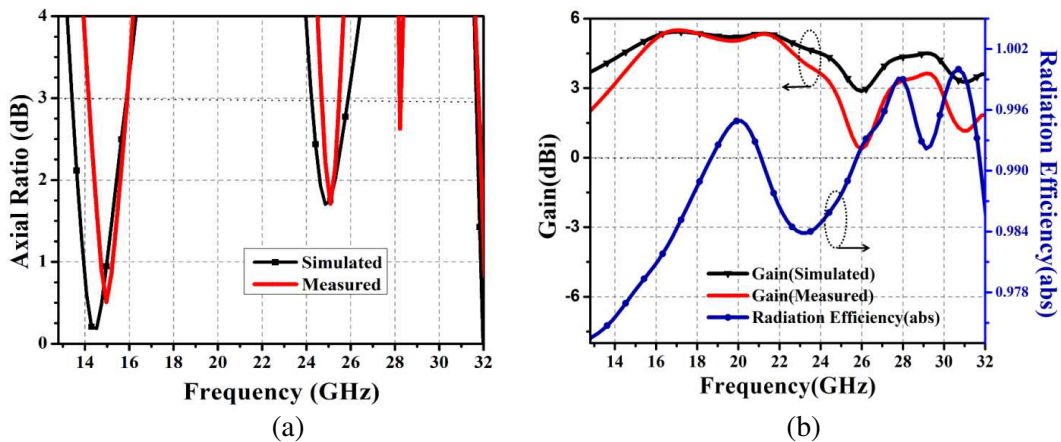 4
3
2
1
0
Axial Ratio (dB)
Simulated
Measured
14 16 18 20 22 24 26 28 30 32
Frequency (GHz)
(a)
6
3
0
-3
-6
Gain(dBi)
Gain(Simulated)
Gain(Measured)
Radiation Efficiency(abs)
14 16 18 20 22 24 26 28 30 32
Frequency(GHz)
1.002
0.996
0.990
0.984
0.978
Radiation Efficiency(abs)
(b)